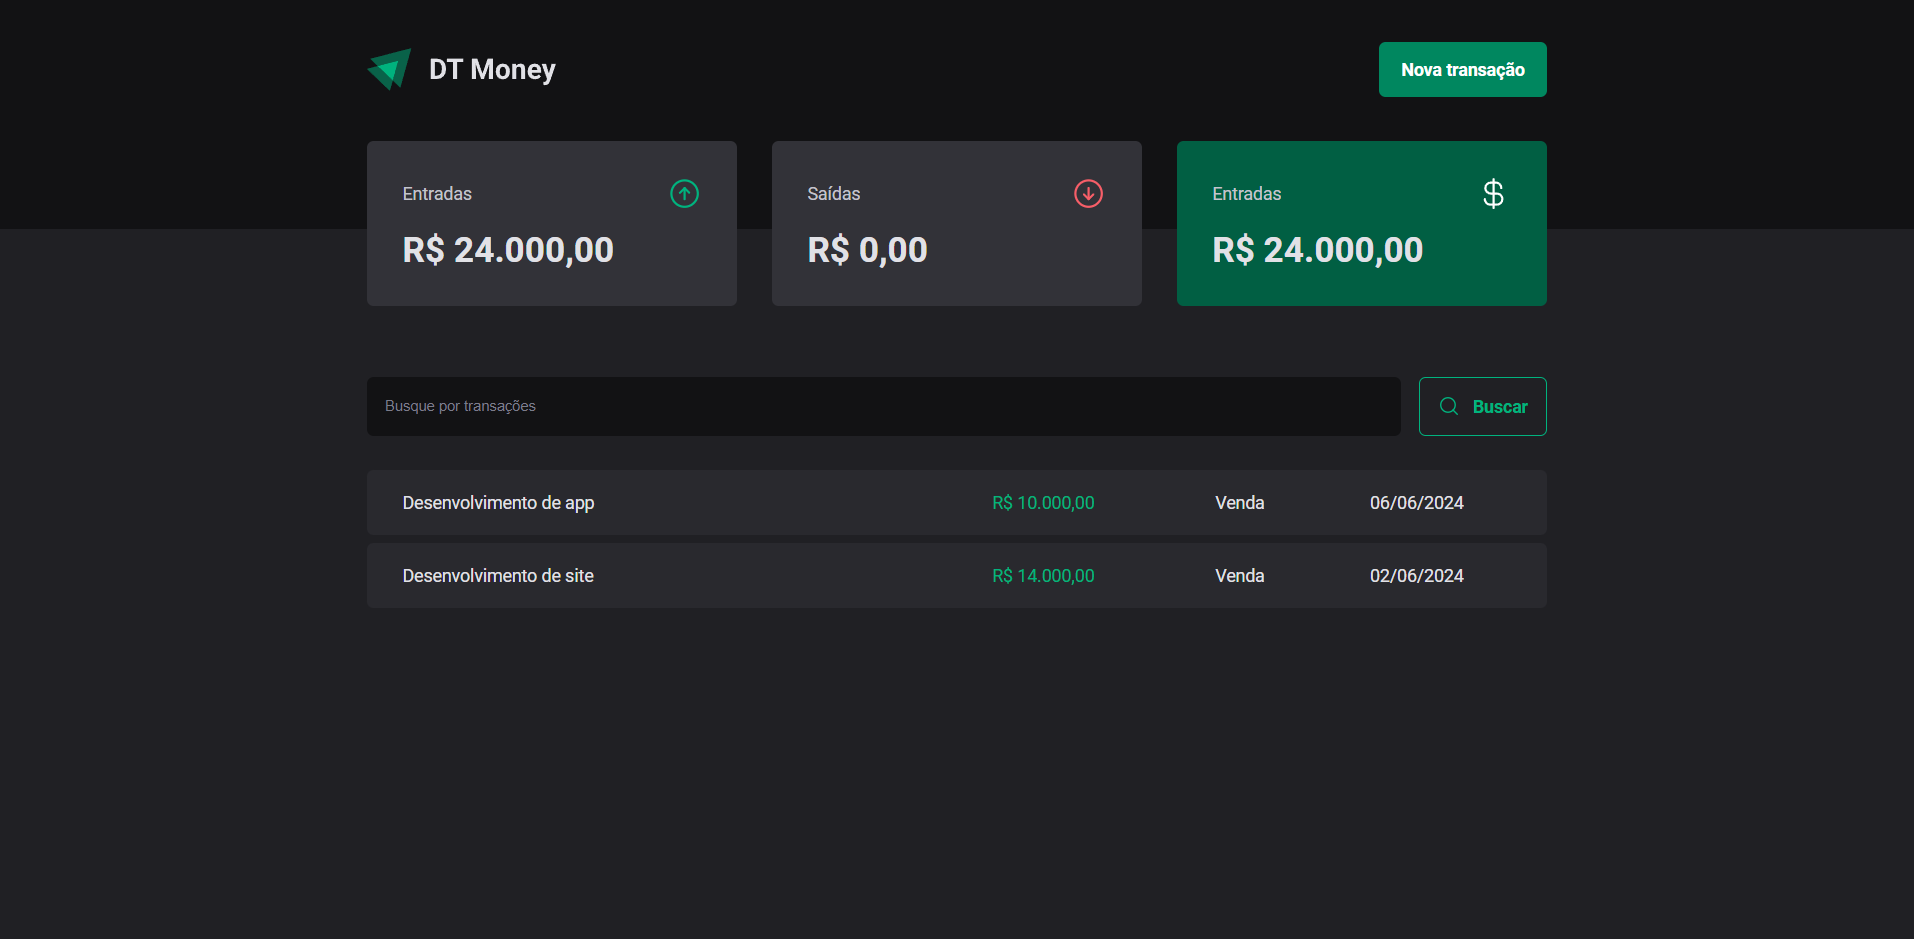 DT Money
Nova transação
Entradas
R$ 24.000,00
Saídas
R$ 0,00
Entradas
$
R$ 24.000,00
Busque por transações
Buscar
Desenvolvimento de app R$ 10.000,00 Venda 06/06/2024
Desenvolvimento de site R$ 14.000,00 Venda 02/06/2024